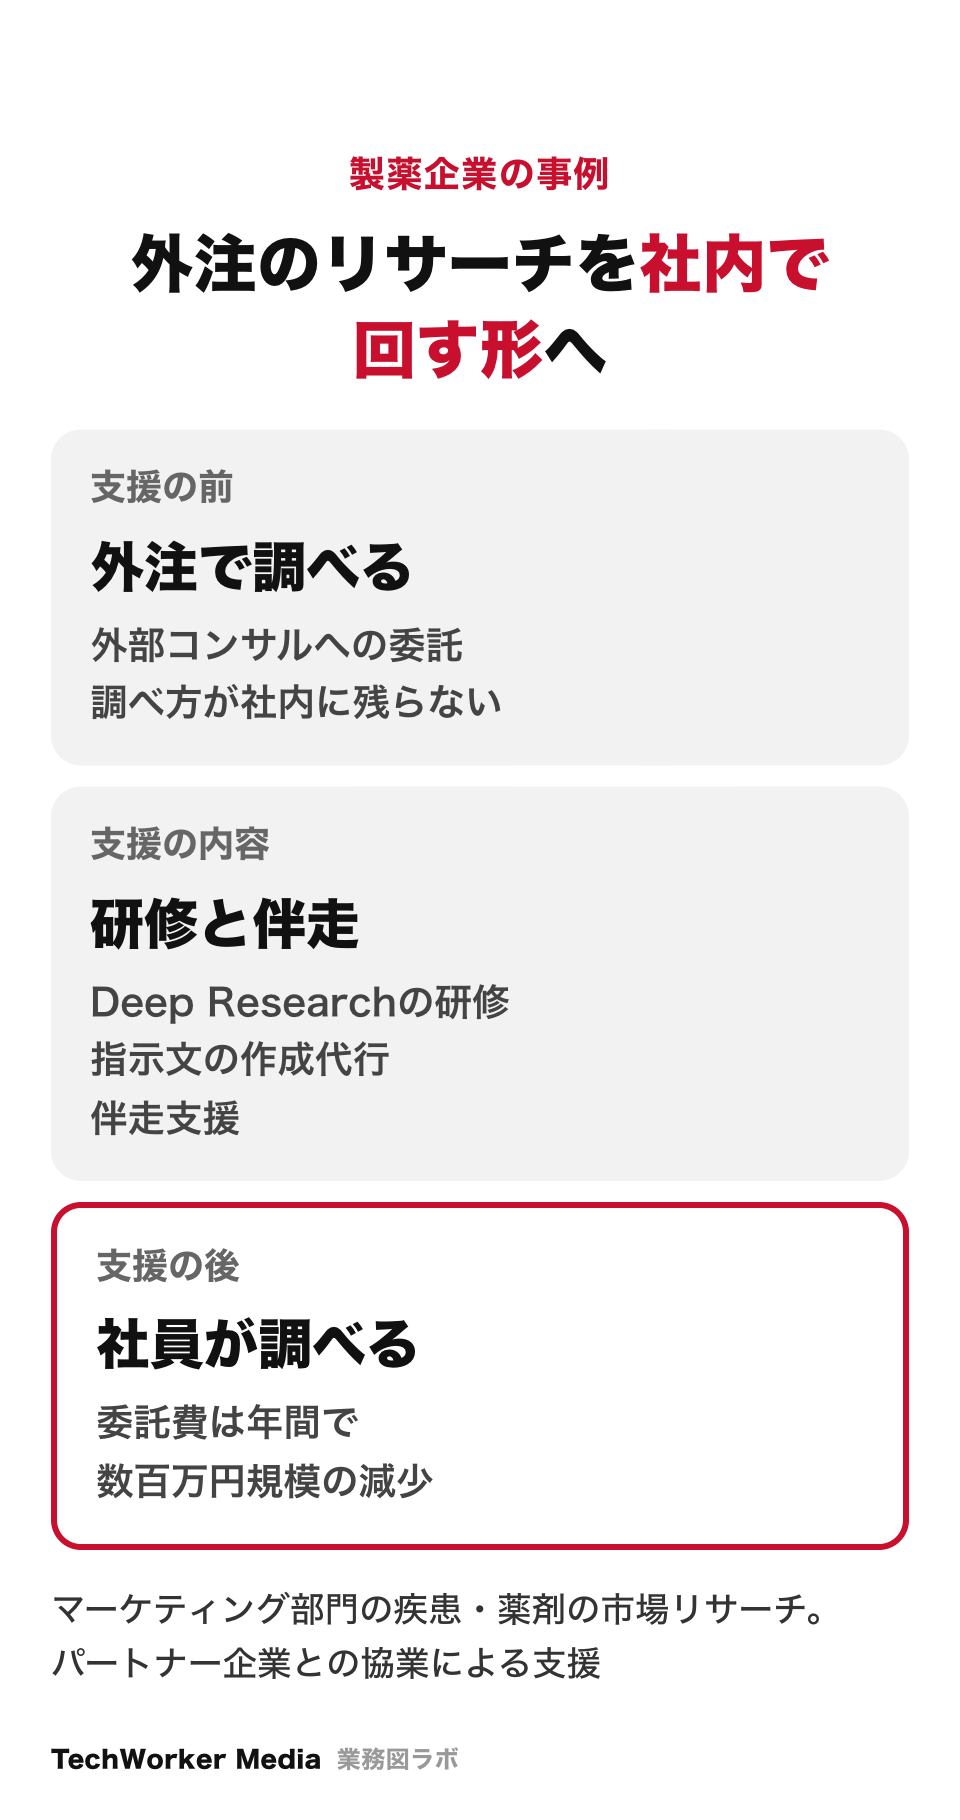 製薬企業の事例
外注のリサーチを社内で
回す形へ
支援の前
外注で調べる
外部コンサルへの委託
調べ方が社内に残らない
支援の内容
研修と伴走
Deep Researchの研修
指示文の作成代行
伴走支援
支援の後
社員が調べる
委託費は年間で
数百万円規模の減少
マーケティング部門の疾患・薬剤の市場リサーチ。
パートナー企業との協業による支援
TechWorker Media 業務図ラボ